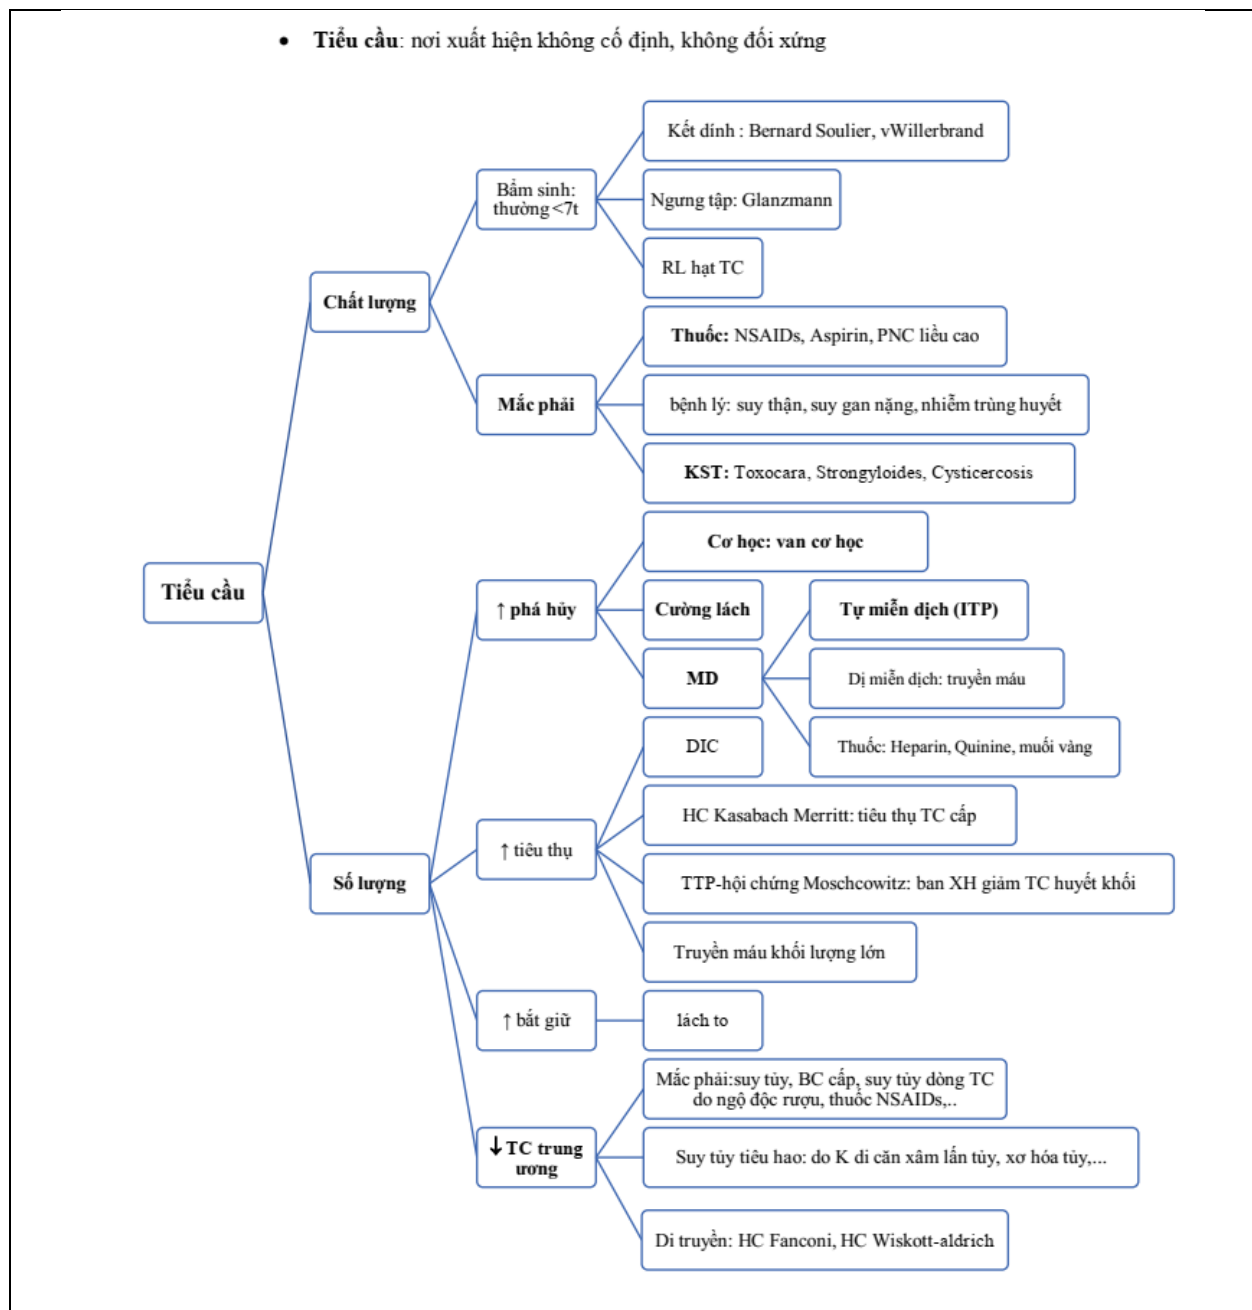 • Tiểu cầu: nơi xuất hiện không cố định, không đối xứng
Tiểu cầu
Chất lượng
Bẩm sinh:
thường <7t
Kết dính : Bernard Soulier, vWillerbrand
Ngưng tập: Glanzmann
RL hạt TC
Mắc phải
Thuốc: NSAIDs, Aspirin, PNC liều cao
bệnh lý: suy thận, suy gan nặng, nhiễm trùng huyết
KST: Toxocara, Strongyloides, Cysticercosis
Số lượng
↑ phá hủy
Cơ học: van cơ học
Cường lách
MD
Tự miễn dịch (ITP)
Dị miễn dịch: truyền máu
Thuốc: Heparin, Quinine, muối vàng
↑ tiêu thụ
DIC
HC Kasabach Merritt: tiêu thụ TC cấp
TTP-hội chứng Moschcowitz: ban XH giảm TC huyết khối
Truyền máu khối lượng lớn
↑ bắt giữ
lách to
↓TC trung
ương
Mắc phải:suy tủy, BC cấp, suy tủy dòng TC
do ngộ độc rượu, thuốc NSAIDs,..
Suy tủy tiêu hao: do K di căn xâm lấn tủy, xơ hóa tủy,...
Di truyền: HC Fanconi, HC Wiskott-aldrich